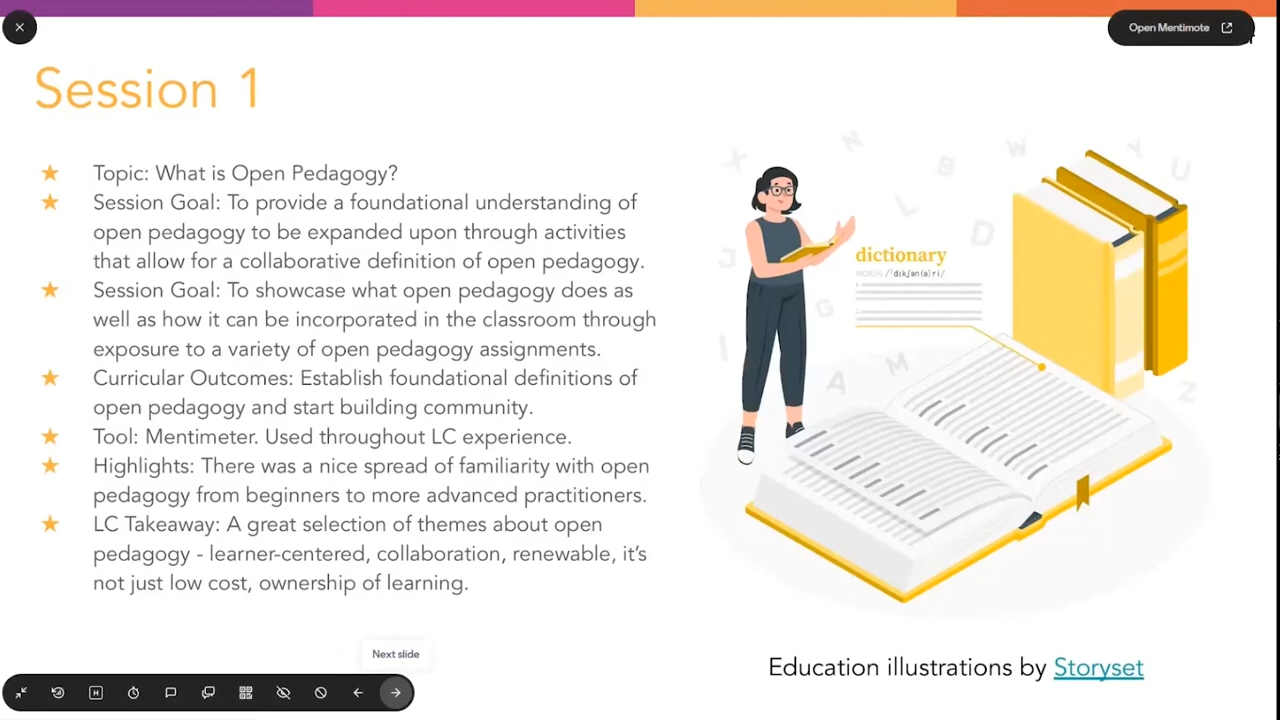 Open Mentimote
Session 1
Topic: What is Open Pedagogy?
Session Goal: To provide a foundational understanding of
open pedagogy to be expanded upon through activities
that allow for a collaborative definition of open pedagogy.
Session Goal: To showcase what open pedagogy does as
well as how it can be incorporated in the classroom through
exposure to a variety of open pedagogy assignments.
Curricular Outcomes: Establish foundational definitions of
open pedagogy and start building community.
Tool: Mentimeter. Used throughout LC experience.
Highlights: There was a nice spread of familiarity with open
pedagogy from beginners to more advanced practitioners.
LC Takeaway: A great selection of themes about open
pedagogy - learner-centered, collaboration, renewable, it's
not just low cost, ownership of learning.
X N B W Y U
L D
J G
I A M Z
dictionary
NOUN /ˈdɪkʃən(ə)ri/
1.
2.
Education illustrations by Storyset
Next slide
H